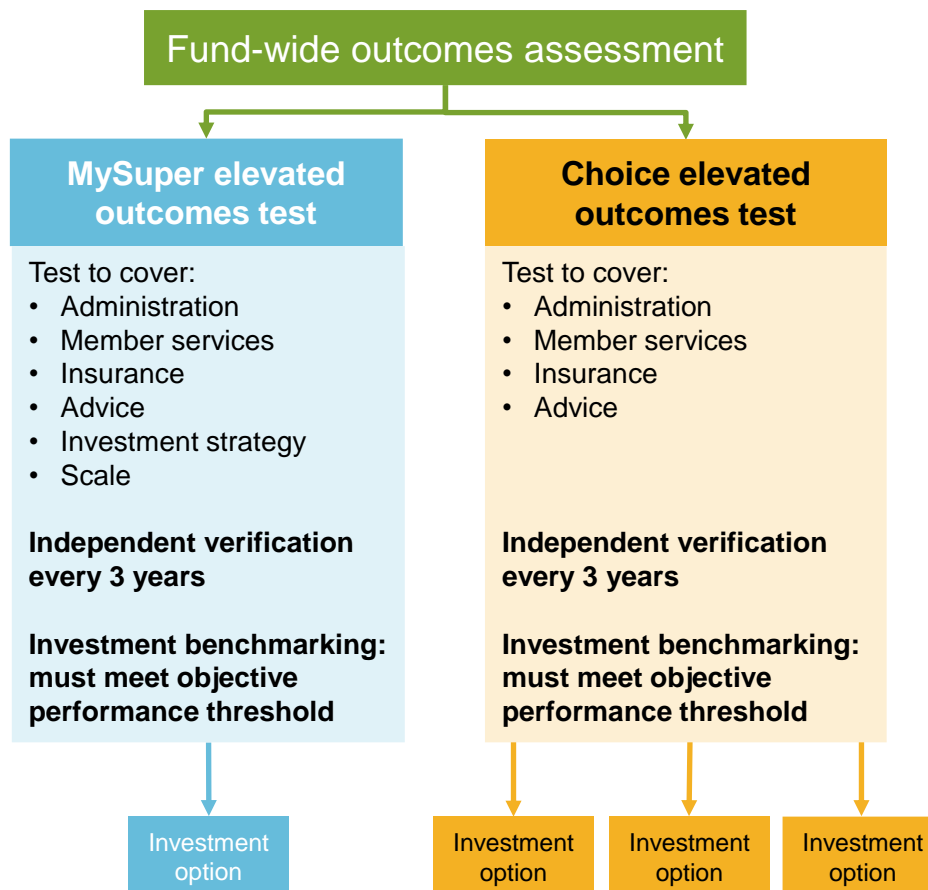 Fund-wide outcomes assessment
MySuper elevated
outcomes test
Test to cover:
• Administration
• Member services
• Insurance
• Advice
• Investment strategy
• Scale
Independent verification
every 3 years
Investment benchmarking:
must meet objective
performance threshold
Investment
option
Choice elevated
outcomes test
Test to cover:
• Administration
• Member services
• Insurance
• Advice
Independent verification
every 3 years
Investment benchmarking:
must meet objective
performance threshold
Investment
option
Investment
option
Investment
option